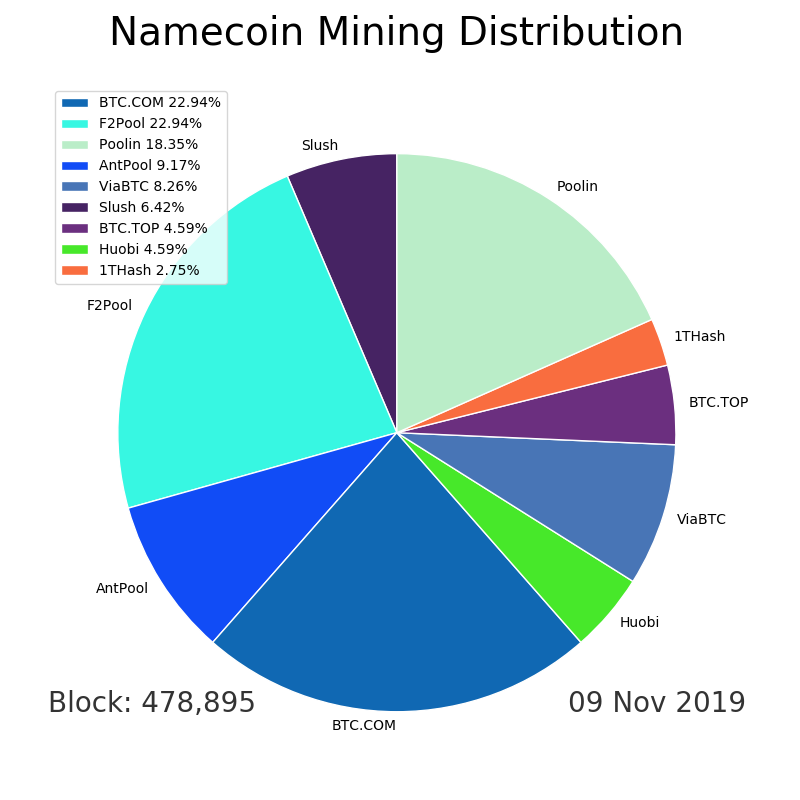 Namecoin Mining Distribution
BTC.COM 22.94%
F2Pool 22.94%
Poolin 18.35%
AntPool 9.17%
ViaBTC 8.26%
Slush 6.42%
BTC.TOP 4.59%
Huobi 4.59%
1THash 2.75%
Slush
Poolin
F2Pool
1THash
BTC.TOP
ViaBTC
AntPool
Huobi
Block: 478,895
09 Nov 2019
BTC.COM